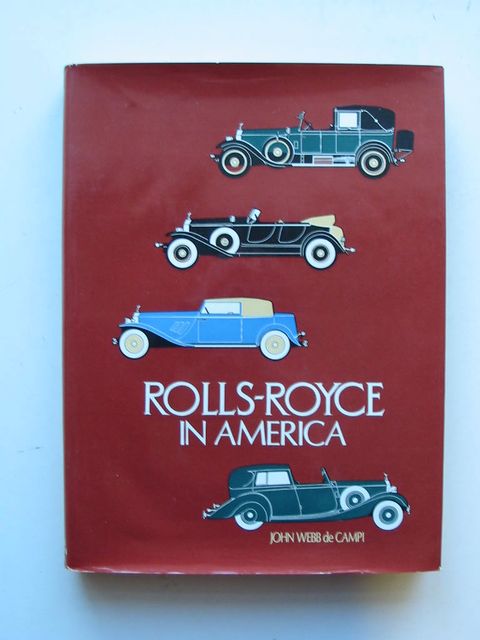 ROLLS-ROYCE
IN AMERICA
JOHN WEBB de CAMPI